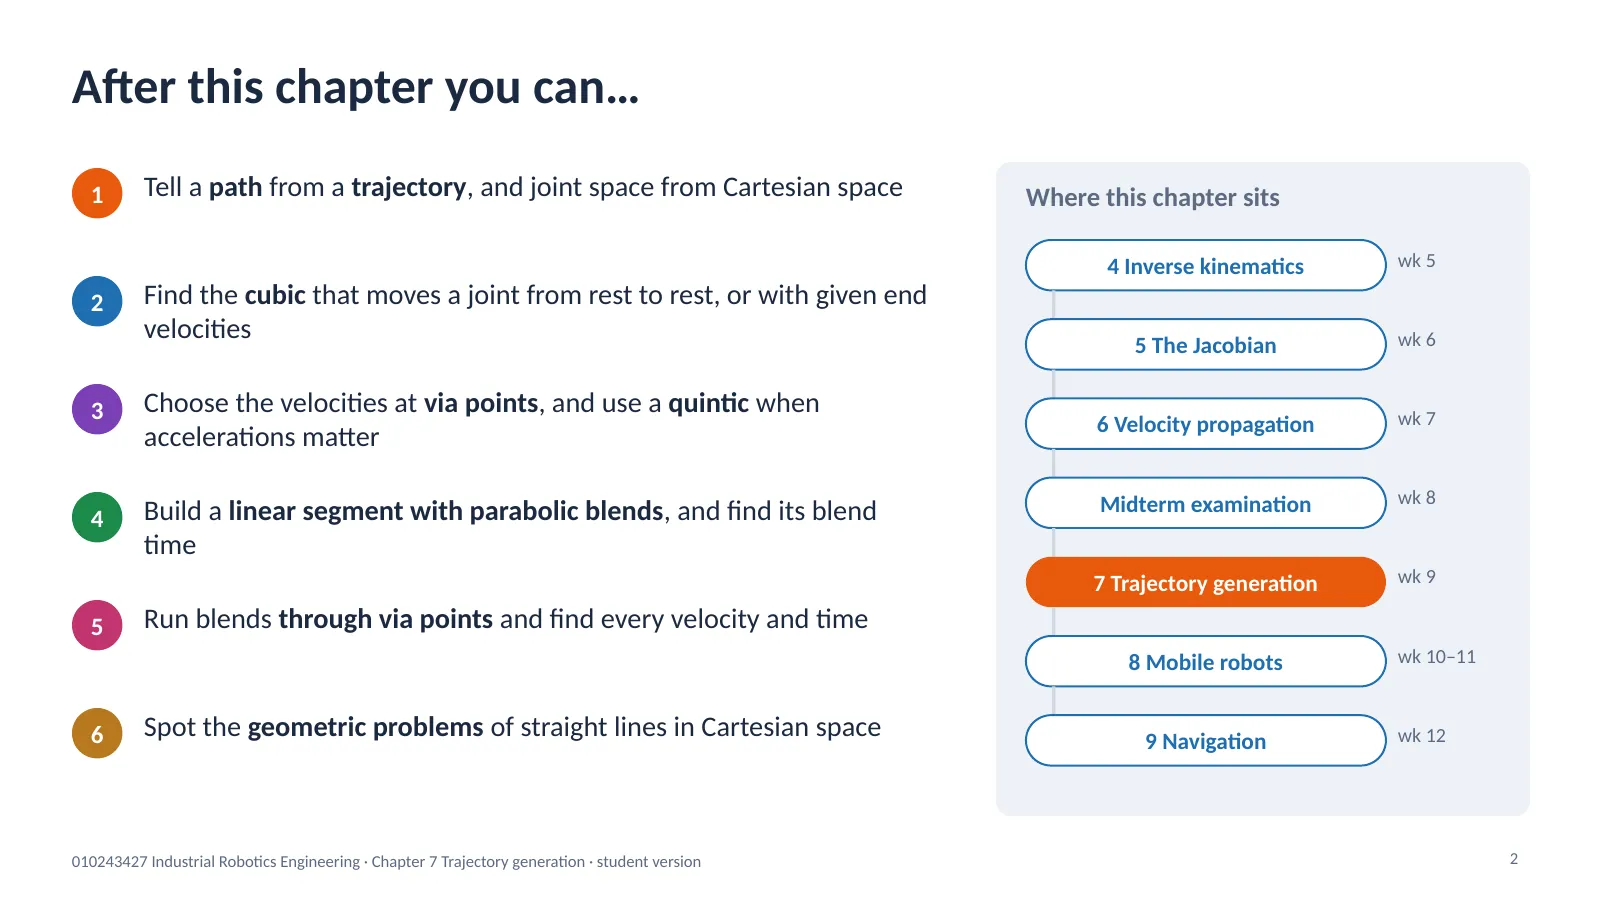 After this chapter you can...
1 Tell a path from a trajectory, and joint space from Cartesian space
2 Find the cubic that moves a joint from rest to rest, or with given end
velocities
3 Choose the velocities at via points, and use a quintic when
accelerations matter
4 Build a linear segment with parabolic blends, and find its blend
time
5 Run blends through via points and find every velocity and time
6 Spot the geometric problems of straight lines in Cartesian space
Where this chapter sits
4 Inverse kinematics wk 5
5 The Jacobian wk 6
6 Velocity propagation wk 7
Midterm examination wk 8
7 Trajectory generation wk 9
8 Mobile robots wk 10–11
9 Navigation wk 12
010243427 Industrial Robotics Engineering · Chapter 7 Trajectory generation · student version
2